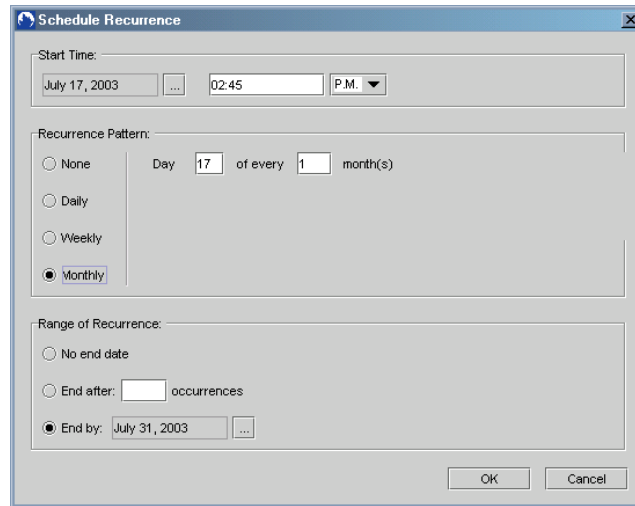 Schedule Recurrence
Start Time:
July 17, 2003 ... 02:45 P.M.
Recurrence Pattern:
None Day 17 of every 1 month(s)
Daily
Weekly
Monthly
Range of Recurrence:
No end date
End after: occurrences
End by: July 31, 2003 ...
OK Cancel